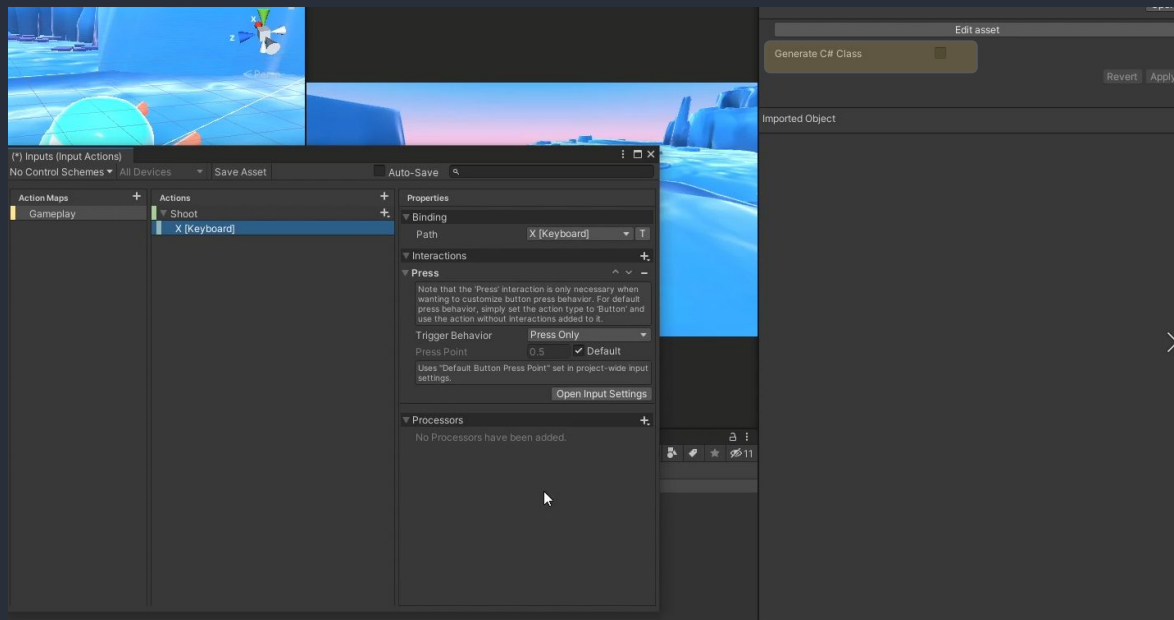 x
z
< Persp
Edit asset
Generate C# Class
Revert Apply
Imported Object
(*) Inputs (Input Actions)
No Control Schemes All Devices Save Asset Auto-Save
Action Maps
Gameplay
Actions
Shoot
X [Keyboard]
Properties
Binding
Path X [Keyboard] T
Interactions
Press
Note that the 'Press' interaction is only necessary when
wanting to customize button press behavior. For default
press behavior, simply set the action type to 'Button' and
use the action without interactions added to it.
Trigger Behavior Press Only
Press Point 0.5 Default
Uses "Default Button Press Point" set in project-wide input
settings.
Open Input Settings
Processors
No Processors have been added.
11